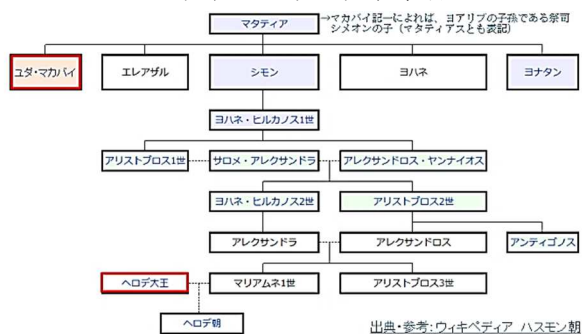 マタティア
→マカバイ記一によれば、ヨアリブの子孫である祭司
シメオンの子(マタティアスとも表記)
ユダ・マカバイ
エレアザル
シモン
ヨハネ
ヨナタン
ヨハネ・ヒルカノス1世
アリストブロス1世
サロメ・アレクサンドラ
アレクサンドロス・ヤンナイオス
ヨハネ・ヒルカノス2世
アリストブロス2世
アレクサンドラ
アレクサンドロス
アンティゴノス
ヘロデ大王
マリアムネ1世
アリストブロス3世
ヘロデ朝
出典・参考:ウィキペディア ハスモン朝